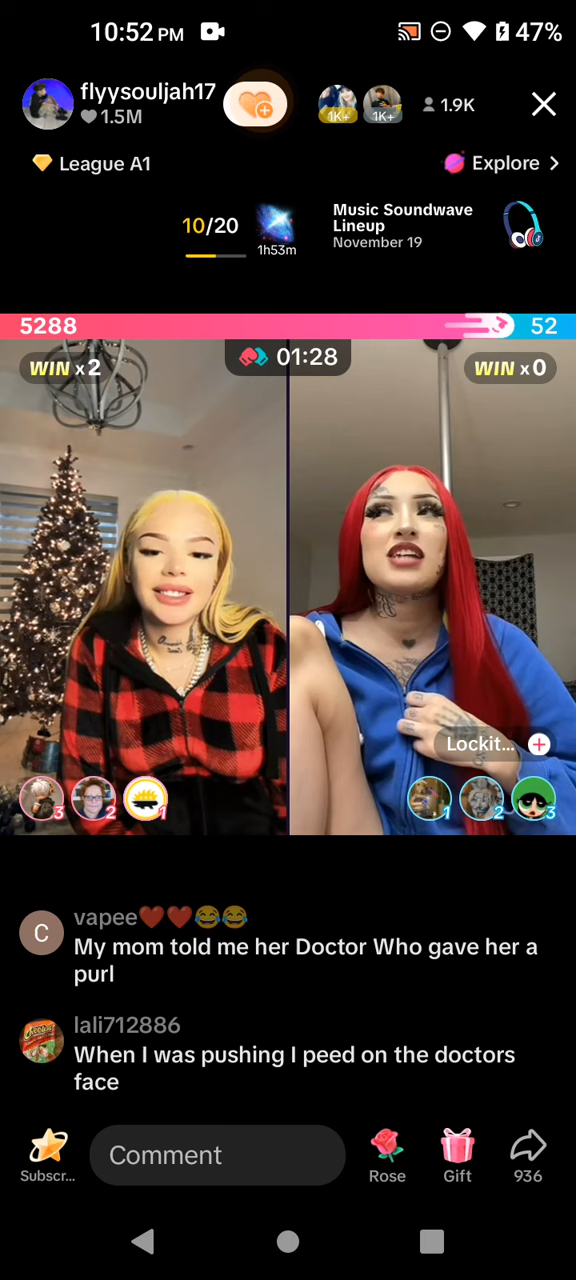 10:52 PM
47%
flyysouljah17
1.5M
1K+
1K+
1.9K
League A1
Explore >
10/20
1h53m
Music Soundwave
Lineup
November 19
5288
52
WIN x2
01:28
WIN x0
Lockit...
3
2
1
1
2
3
C
vapee❤️❤️😂😂
My mom told me her Doctor Who gave her a
purl
lali712886
When I was pushing I peed on the doctors
face
Subscr...
Comment
Rose
Gift
936